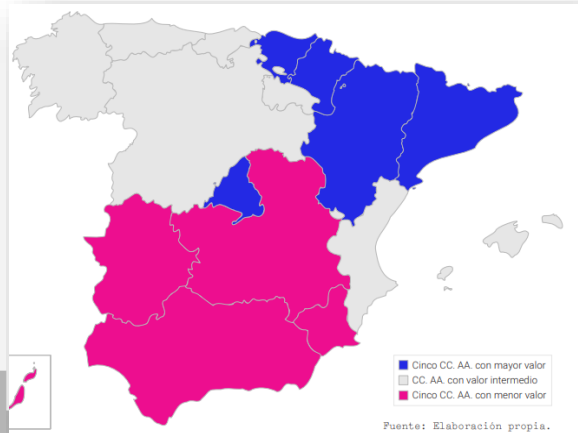 Cinco CC. AA. con mayor valor
CC. AA. con valor intermedio
Cinco CC. AA. con menor valor
Fuente: Elaboración propia.